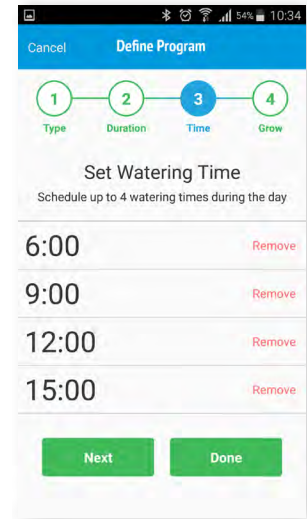 54% 10:34
Cancel Define Program
1 2 3 4
Type Duration Time Grow
Set Watering Time
Schedule up to 4 watering times during the day
6:00 Remove
9:00 Remove
12:00 Remove
15:00 Remove
Next Done